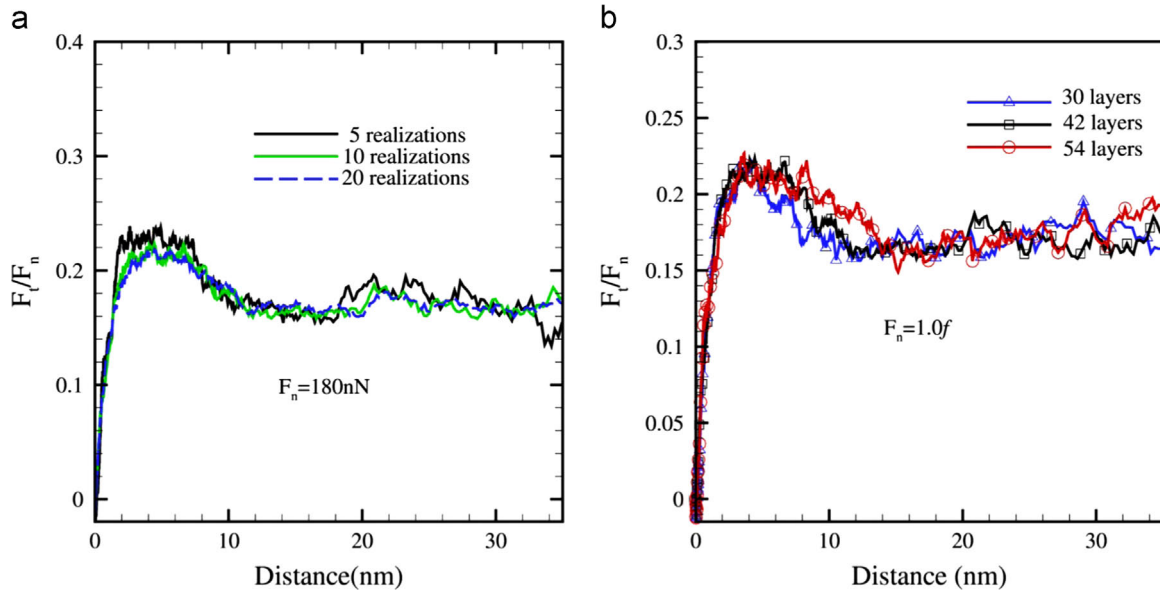 a
0.4
0.3
0.2
0.1
0
F_t/F_n
5 realizations
10 realizations
20 realizations
F_n=180nN
0 10 20 30
Distance(nm)
b
0.3
0.25
0.2
0.15
0.1
0.05
0
F_t/F_n
30 layers
42 layers
54 layers
F_n=1.0f
0 10 20 30
Distance (nm)